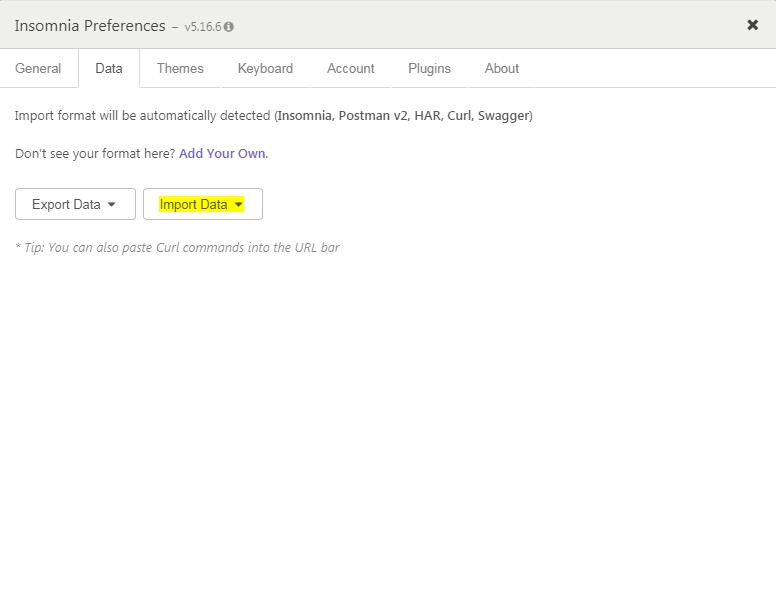 Insomnia Preferences – v5.16.6
General Data Themes Keyboard Account Plugins About
Import format will be automatically detected (Insomnia, Postman v2, HAR, Curl, Swagger)
Don't see your format here? Add Your Own.
Export Data Import Data
* Tip: You can also paste Curl commands into the URL bar